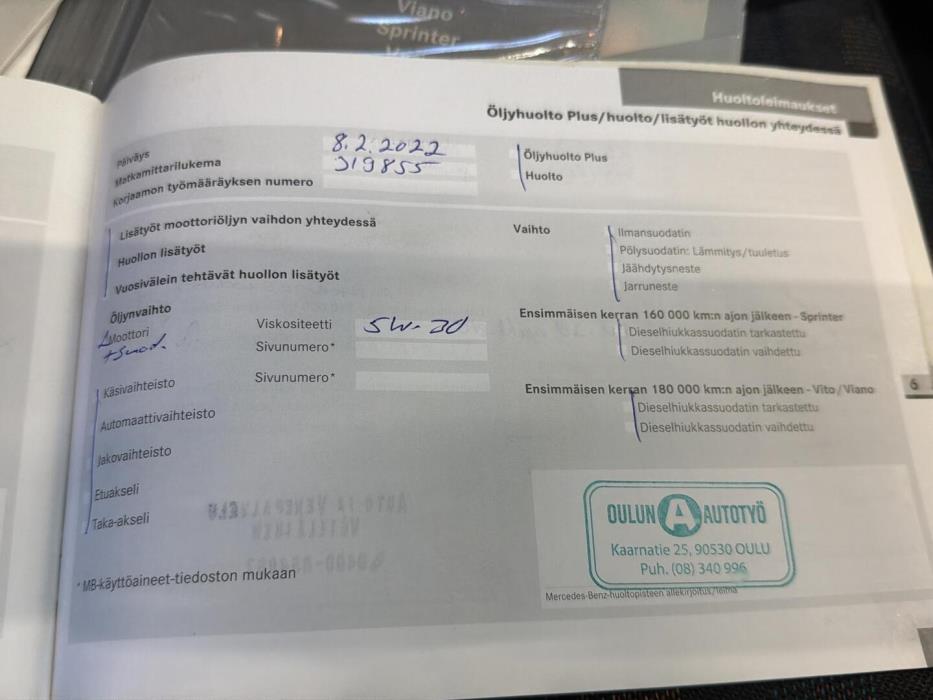 Viano
Sprinter
Huoltoleimaukset
Öljyhuolto Plus/huolto/lisätyöt huollon yhteydessä
Päiväys 8.2.2022
Matkamittarilukema 319855
Korjaamon työmääräyksen numero
Öljyhuolto Plus
Huolto
Lisätyöt moottoriöljyn vaihdon yhteydessä
Huollon lisätyöt
Vuosivälein tehtävät huollon lisätyöt
Vaihto
Ilmansuodatin
Pölysuodatin: Lämmitys/tuuletus
Jäähdytysneste
Jarruneste
Öljynvaihto
Moottori
+ Suod.
Viskositeetti 5W-30
Sivunumero*
Sivunumero*
Käsivaihteisto
Automaattivaihteisto
Jakovaihteisto
Etuakseli
Taka-akseli
Ensimmäisen kerran 160 000 km:n ajon jälkeen - Sprinter
Dieselhiukkassuodatin tarkastettu
Dieselhiukkassuodatin vaihdettu
Ensimmäisen kerran 180 000 km:n ajon jälkeen - Vito / Viano
Dieselhiukkassuodatin tarkastettu
Dieselhiukkassuodatin vaihdettu
6
OULUN A AUTOTYÖ
Kaarnatie 25, 90530 OULU
Puh. (08) 340 996
Mercedes-Benz-huoltopisteen allekirjoitus/leima
* MB-käyttöaineet-tiedoston mukaan